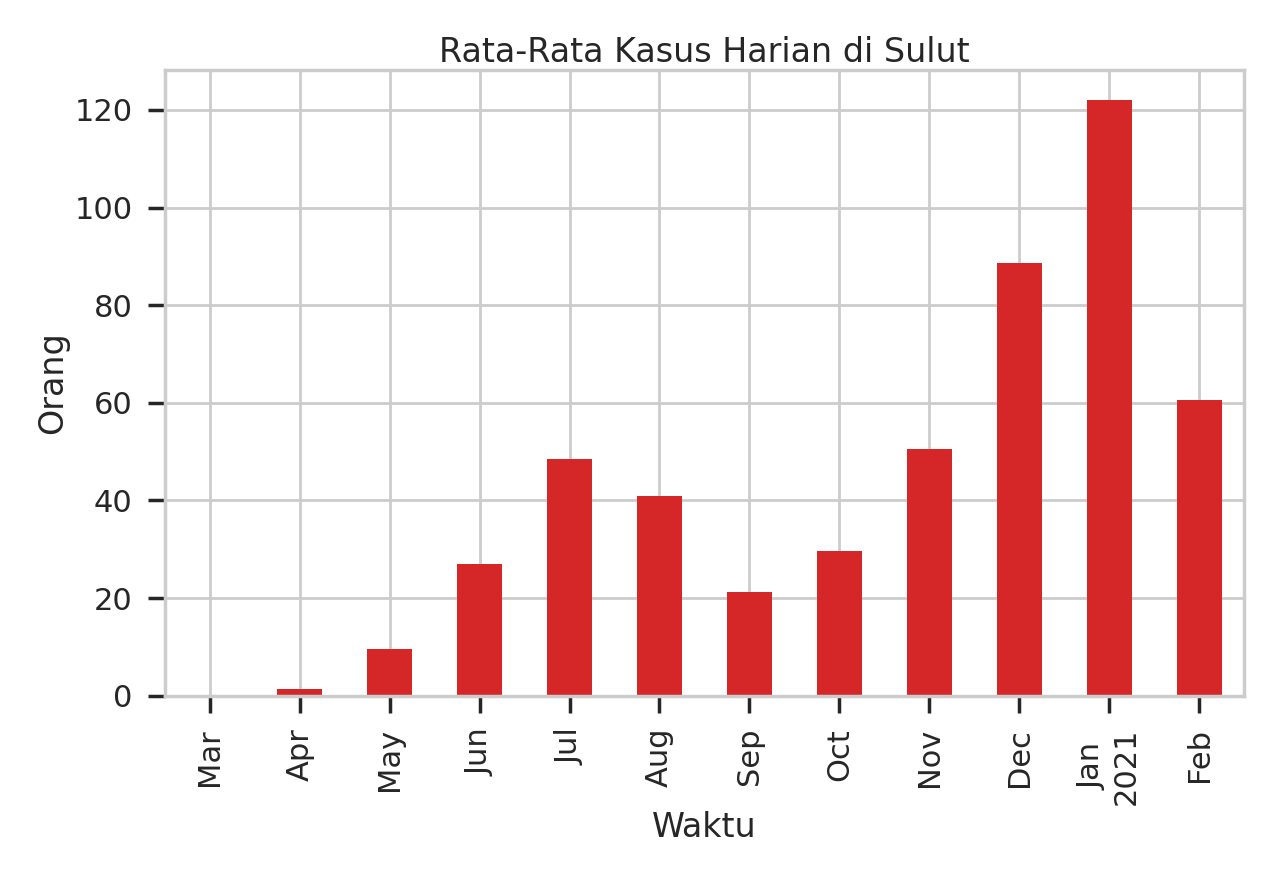 Rata-Rata Kasus Harian di Sulut
120
100
80
60
40
20
0
Orang
Mar
Apr
May
Jun
Jul
Aug
Sep
Oct
Nov
Dec
Jan
2021
Feb
Waktu